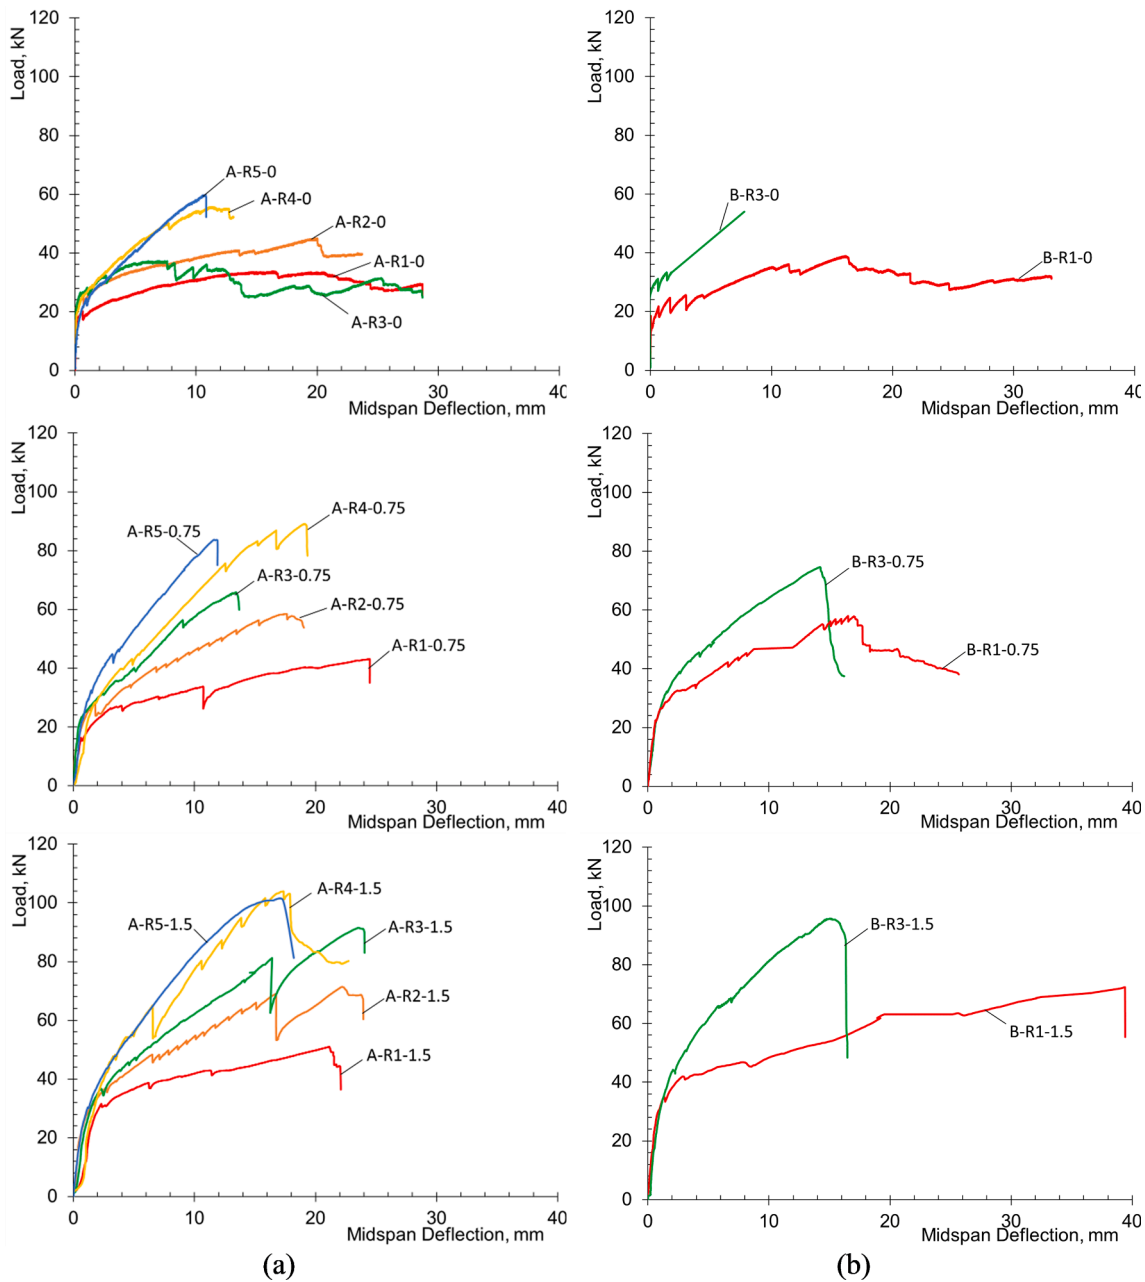 Load, kN
120
100
80
60
40
20
0
A-R5-0
A-R4-0
A-R2-0
A-R1-0
A-R3-0
0 10 20 30 40
Midspan Deflection, mm
Load, kN
120
100
80
60
40
20
0
B-R3-0
B-R1-0
0 10 20 30 40
Midspan Deflection, mm
Load, kN
120
100
80
60
40
20
0
A-R4-0.75
A-R5-0.75
A-R3-0.75
A-R2-0.75
A-R1-0.75
0 10 20 30 40
Midspan Deflection, mm
Load, kN
120
100
80
60
40
20
0
B-R3-0.75
B-R1-0.75
0 10 20 30 40
Midspan Deflection, mm
Load, kN
120
100
80
60
40
20
0
A-R4-1.5
A-R5-1.5
A-R3-1.5
A-R2-1.5
A-R1-1.5
0 10 20 30 40
Midspan Deflection, mm
Load, kN
120
100
80
60
40
20
0
B-R3-1.5
B-R1-1.5
0 10 20 30 40
Midspan Deflection, mm
(a) (b)